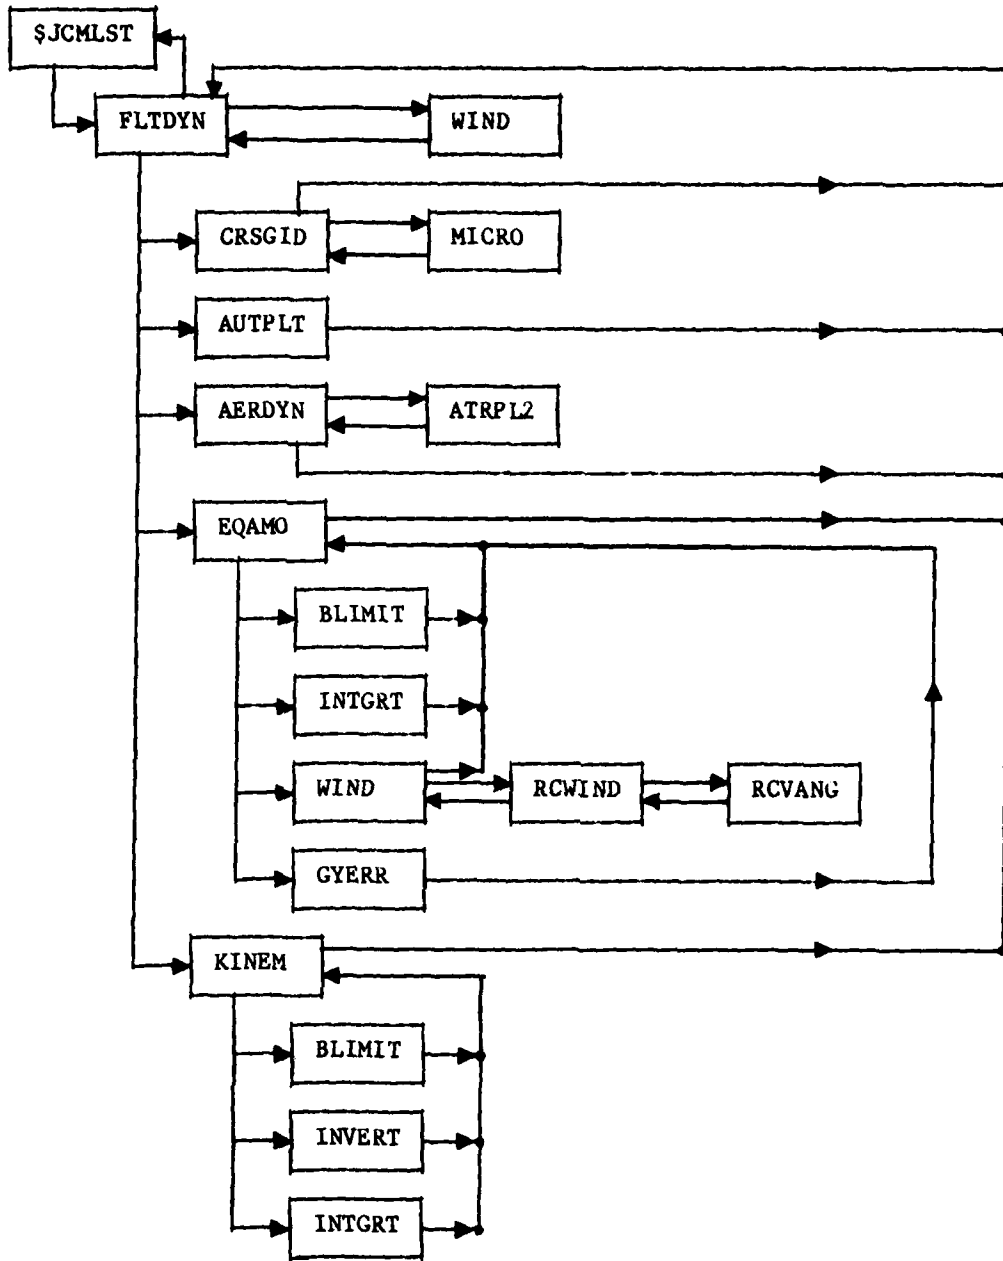 $JCMLST
FLTDYN
WIND
CRSGID
MICRO
AUTPLT
AERDYN
ATRPL2
EQAMO
BLIMIT
INTGRT
WIND
RCWIND
RCVANG
GYERR
KINEM
BLIMIT
INVERT
INTGRT